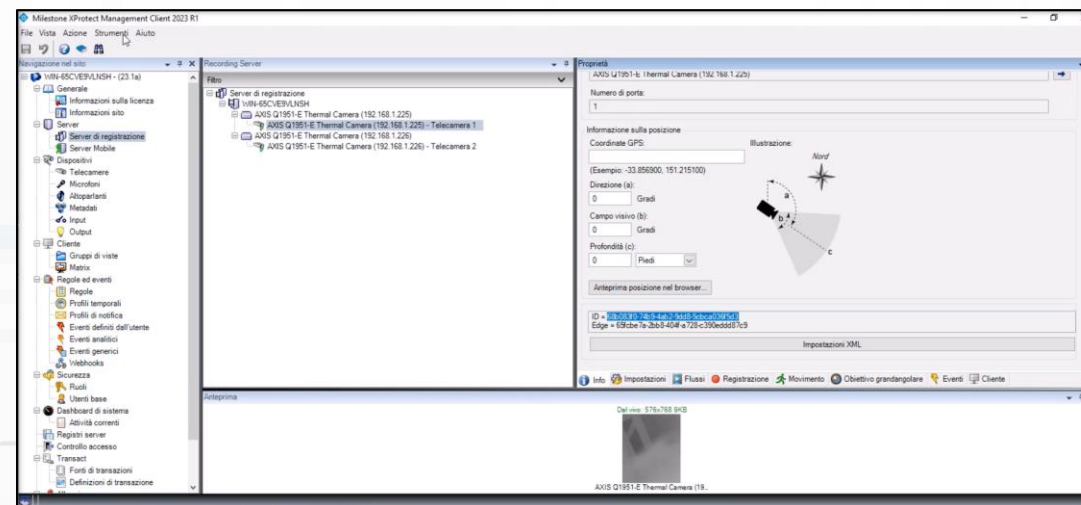 Milestone XProtect Management Client 2023 R1
File Vista Azione Strumenti Aiuto
Navigazione nel sito
WIN-65CVE9VLNSH - (23.1a)
Generale
Informazioni sulla licenza
Informazioni sito
Server
Server di registrazione
Server Mobile
Dispositivi
Telecamere
Microfoni
Altoparlanti
Metadati
Input
Output
Cliente
Gruppi di viste
Matrix
Regole ed eventi
Regole
Profili temporali
Profili di notifica
Eventi definiti dall'utente
Eventi analitici
Eventi generici
Webhooks
Sicurezza
Ruoli
Utenti base
Dashboard di sistema
Attività correnti
Registri server
Controllo accesso
Transact
Fonti di transazioni
Definizioni di transazione
Recording Server
Filtro
Server di registrazione
WIN-65CVE9VLNSH
AXIS Q1951-E Thermal Camera (192.168.1.225)
AXIS Q1951-E Thermal Camera (192.168.1.225) - Telecamera 1
AXIS Q1951-E Thermal Camera (192.168.1.226)
AXIS Q1951-E Thermal Camera (192.168.1.226) - Telecamera 2
Proprietà
AXIS Q1951-E Thermal Camera (192.168.1.225)
Numero di porta:
1
Informazione sulla posizione
Coordinate GPS:
Illustrazione:
(Esempio: -33.856900, 151.215100)
Nord
Direzione (a):
0 Gradi
a
Campo visivo (b):
b
0 Gradi
Profondità (c):
c
0 Piedi
Anteprima posizione nel browser...
ID =
Edge =
Impostazioni XML
Info Impostazioni Flussi Registrazione Movimento Obiettivo grandangolare Eventi Cliente
Anteprima
Dal vivo: 576x768 9KB
AXIS Q1951-E Thermal Camera (19...